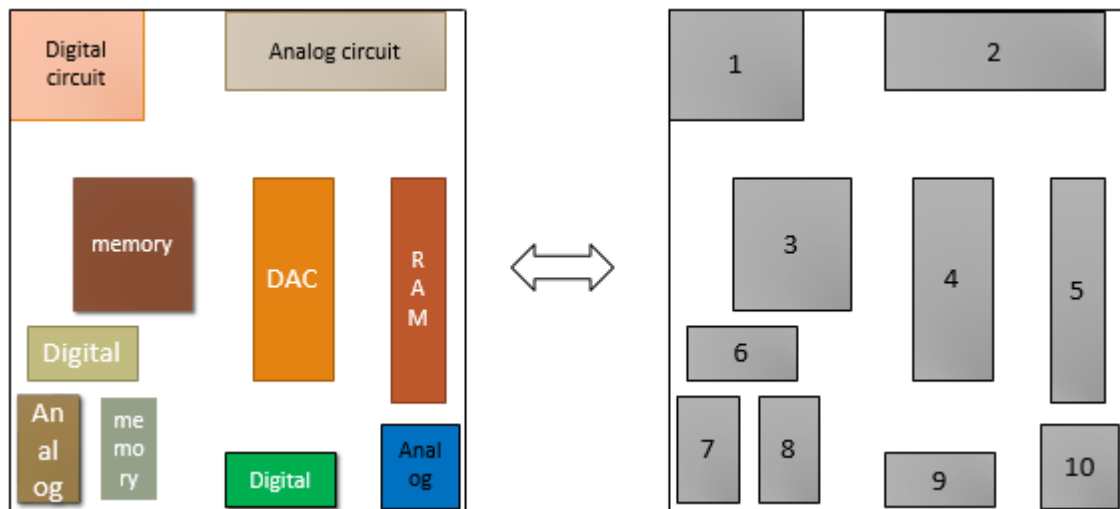 Digital
circuit
Analog circuit
1
2
memory
DAC
R
A
M
3
4
5
Digital
6
An
al
og
me
mo
ry
Digital
Anal
og
7
8
9
10